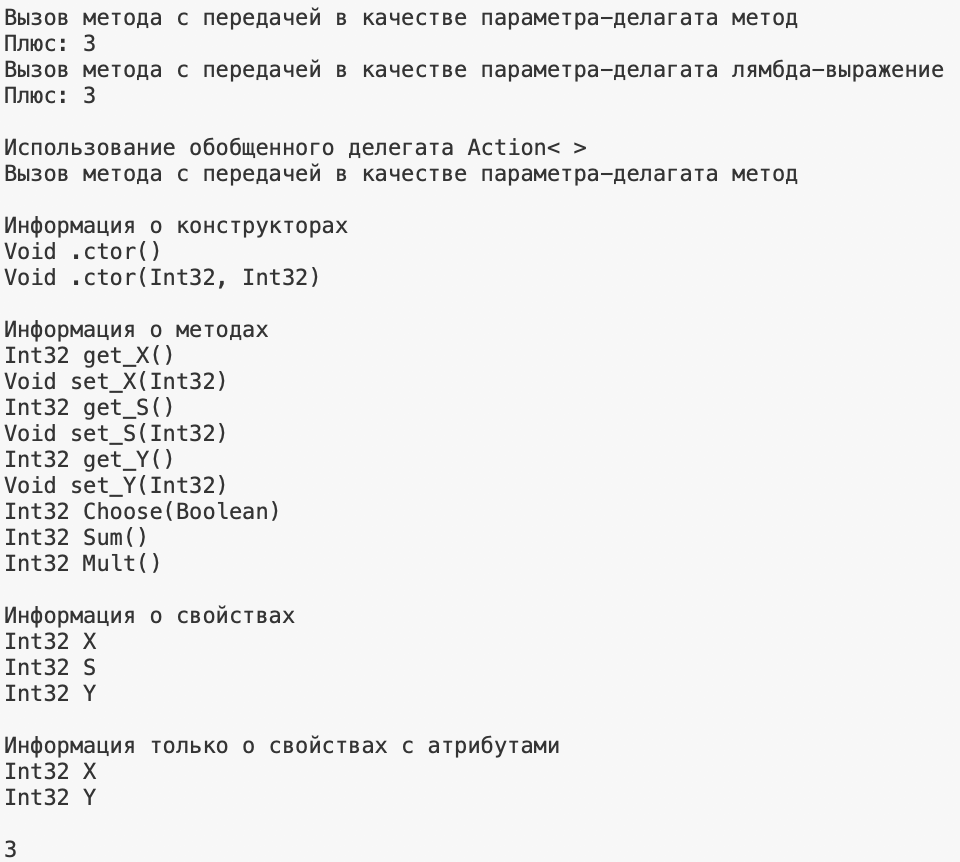 Вызов метода с передачей в качестве параметра-делагата метод
Плюс: 3
Вызов метода с передачей в качестве параметра-делагата лямбда-выражение
Плюс: 3
Использование обобщенного делегата Action< >
Вызов метода с передачей в качестве параметра-делагата метод
Информация о конструкторах
Void .ctor()
Void .ctor(Int32, Int32)
Информация о методах
Int32 get_X()
Void set_X(Int32)
Int32 get_S()
Void set_S(Int32)
Int32 get_Y()
Void set_Y(Int32)
Int32 Choose(Boolean)
Int32 Sum()
Int32 Mult()
Информация о свойствах
Int32 X
Int32 S
Int32 Y
Информация только о свойствах с атрибутами
Int32 X
Int32 Y
3